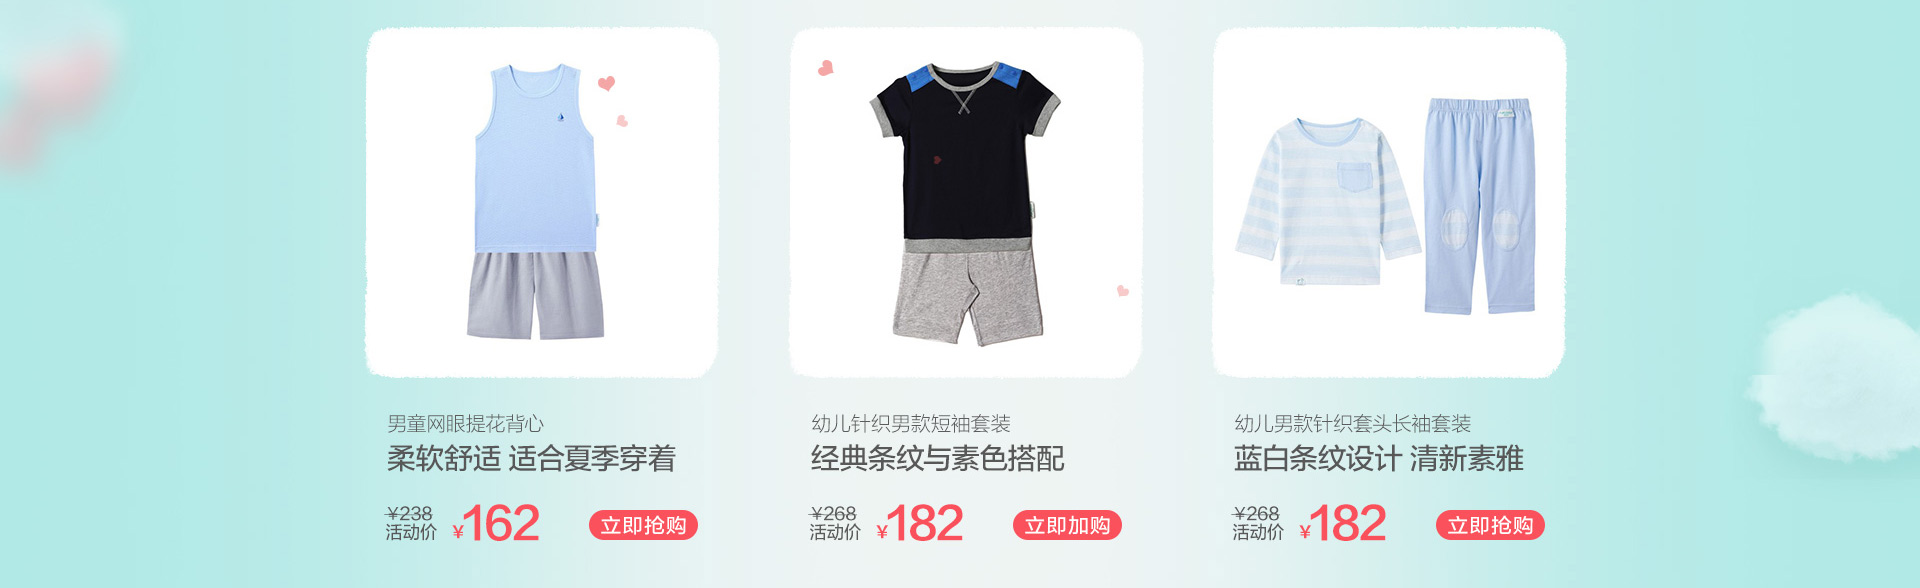 男童网眼提花背心
柔软舒适 适合夏季穿着
¥238
活动价 ¥162 立即抢购
幼儿针织男款短袖套装
经典条纹与素色搭配
¥268
活动价 ¥182 立即加购
幼儿男款针织套头长袖套装
蓝白条纹设计 清新素雅
¥268
活动价 ¥182 立即抢购